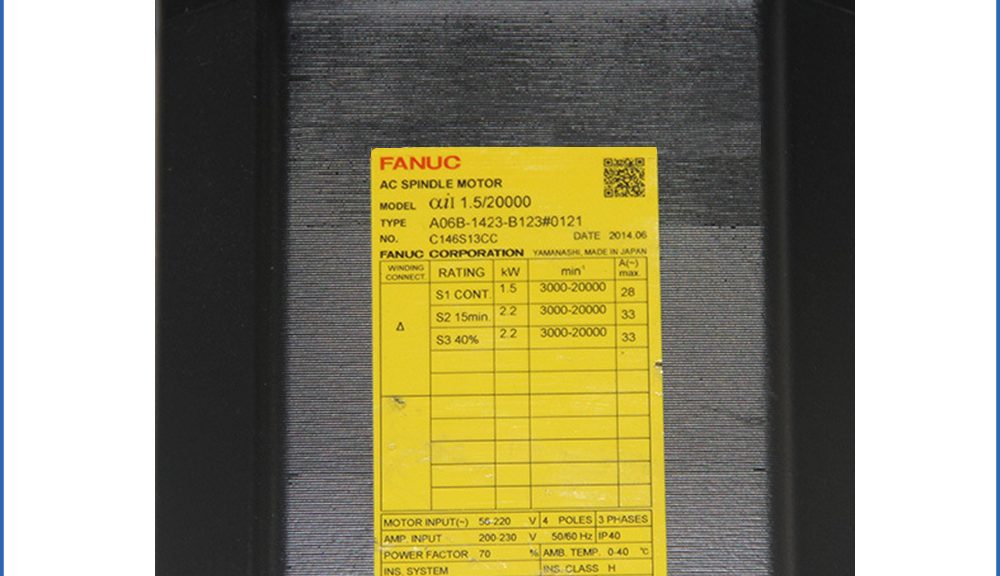 FANUC
AC SPINDLE MOTOR
MODEL αiI 1.5/20000
TYPE A06B-1423-B123#0121
NO. C146S13CC DATE 2014.06
FANUC CORPORATION YAMANASHI, MADE IN JAPAN
WINDING CONNECT. RATING kW min⁻¹ A(~) max.
Δ S1 CONT. 1.5 3000-20000 28
S2 15min. 2.2 3000-20000 33
S3 40% 2.2 3000-20000 33
MOTOR INPUT(~) 56-220 V 4 POLES 3 PHASES
AMP. INPUT 200-230 V 50/60 Hz IP40
POWER FACTOR 70 % AMB. TEMP. 0-40 ℃
INS. SYSTEM INS. CLASS H